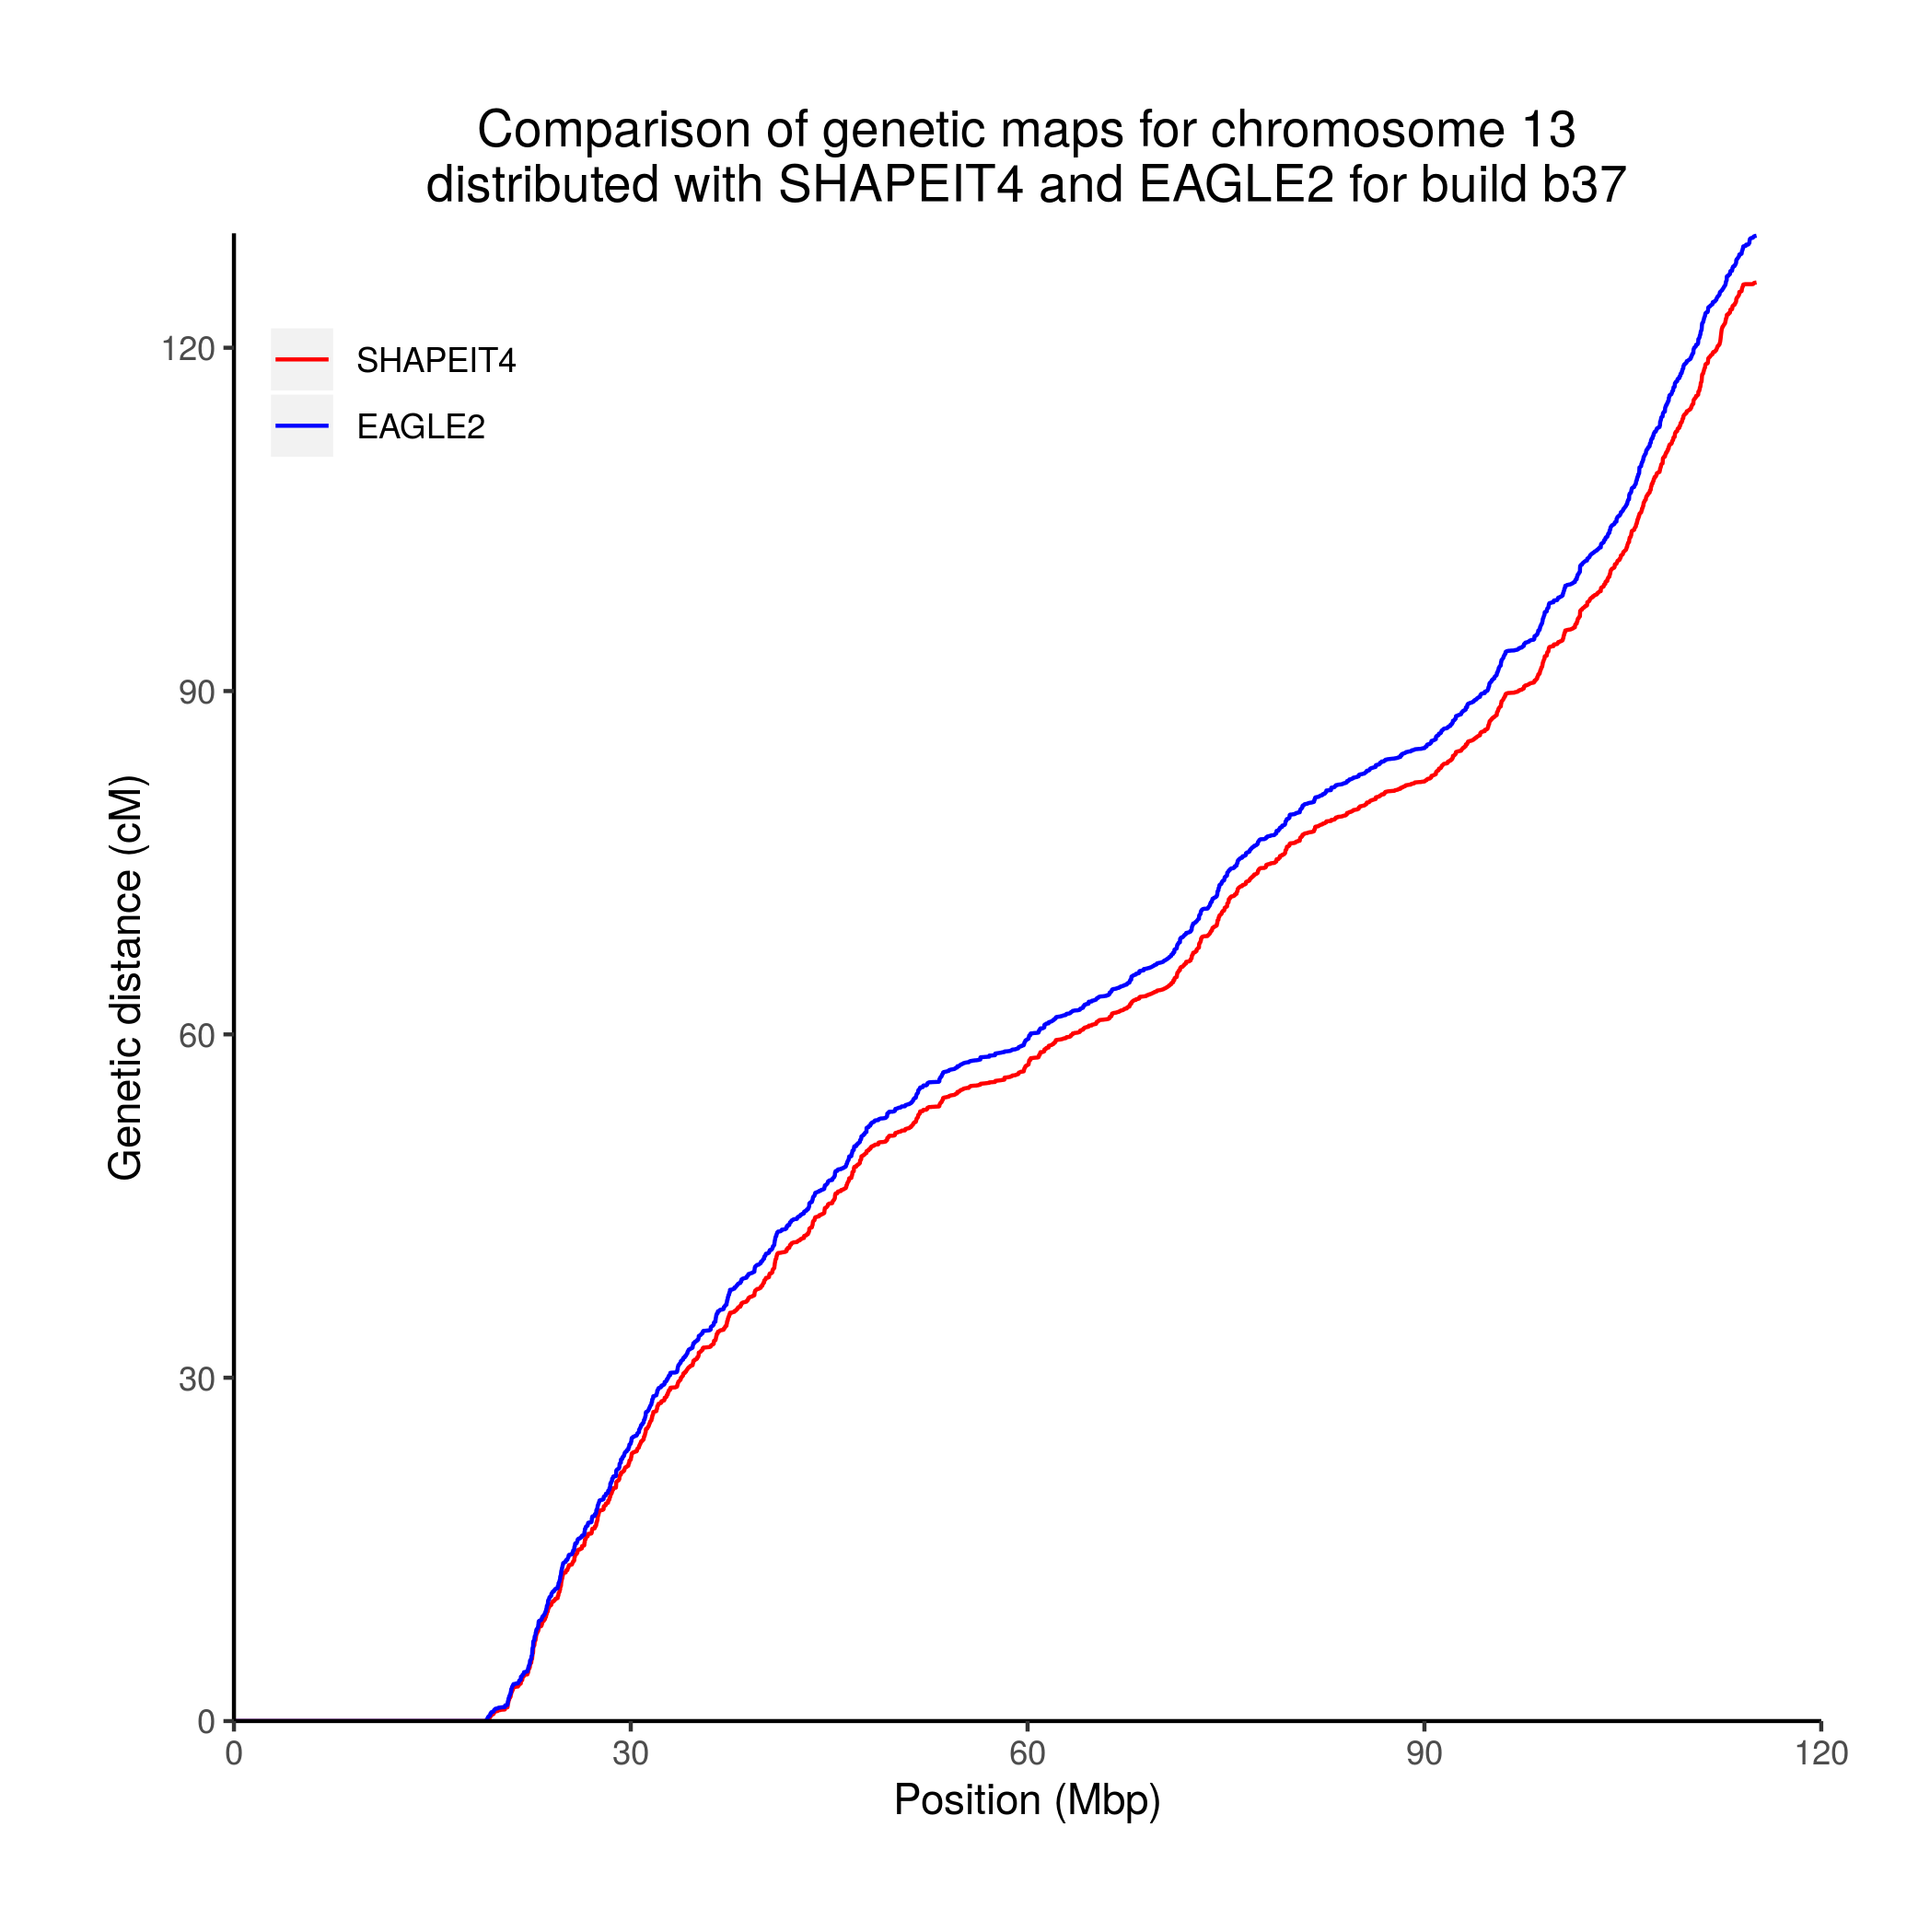 Comparison of genetic maps for chromosome 13
distributed with SHAPEIT4 and EAGLE2 for build b37
SHAPEIT4
EAGLE2
Genetic distance (cM)
120
90
60
30
0
0 30 60 90 120
Position (Mbp)